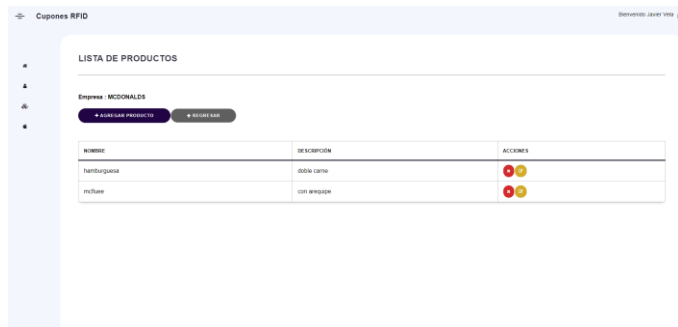 Cupones RFID
Bienvenido Javier Vela
LISTA DE PRODUCTOS
Empresa : MCDONALDS
+ AGREGAR PRODUCTO
REGRESAR
NOMBRE DESCRIPCIÓN ACCIONES
hamburguesa doble carne
mcfluee con arequipe